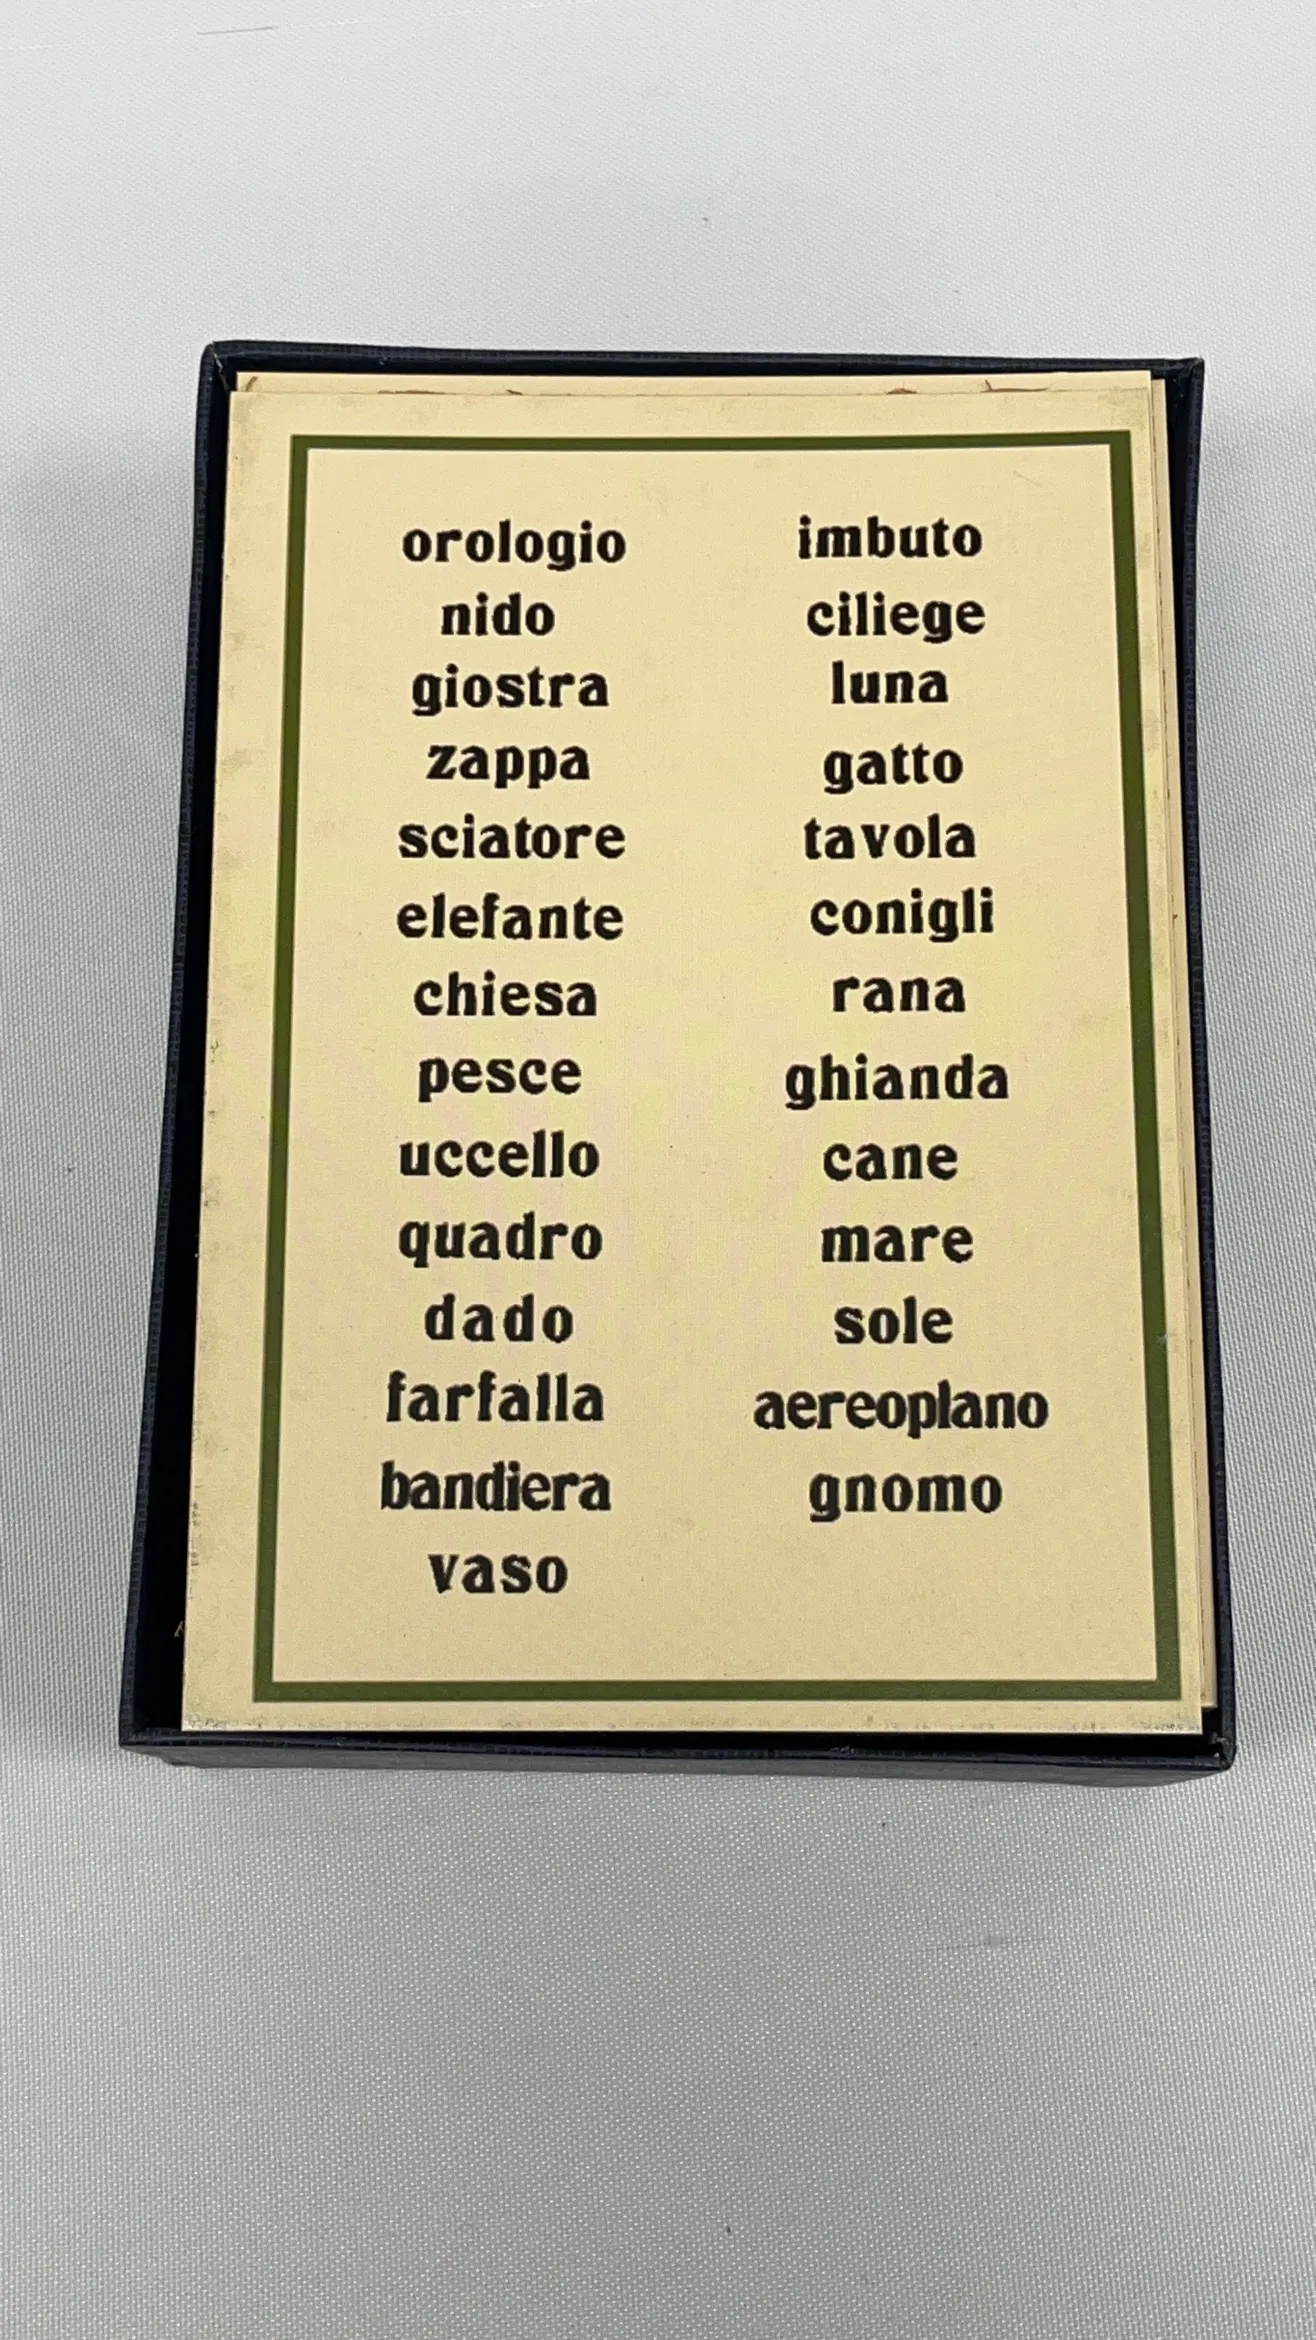 orologio
nido
giostra
zappa
sciatore
elefante
chiesa
pesce
uccello
quadro
dado
farfalla
bandiera
vaso
imbuto
ciliege
luna
gatto
tavola
conigli
rana
ghianda
cane
mare
sole
aereoplano
gnomo